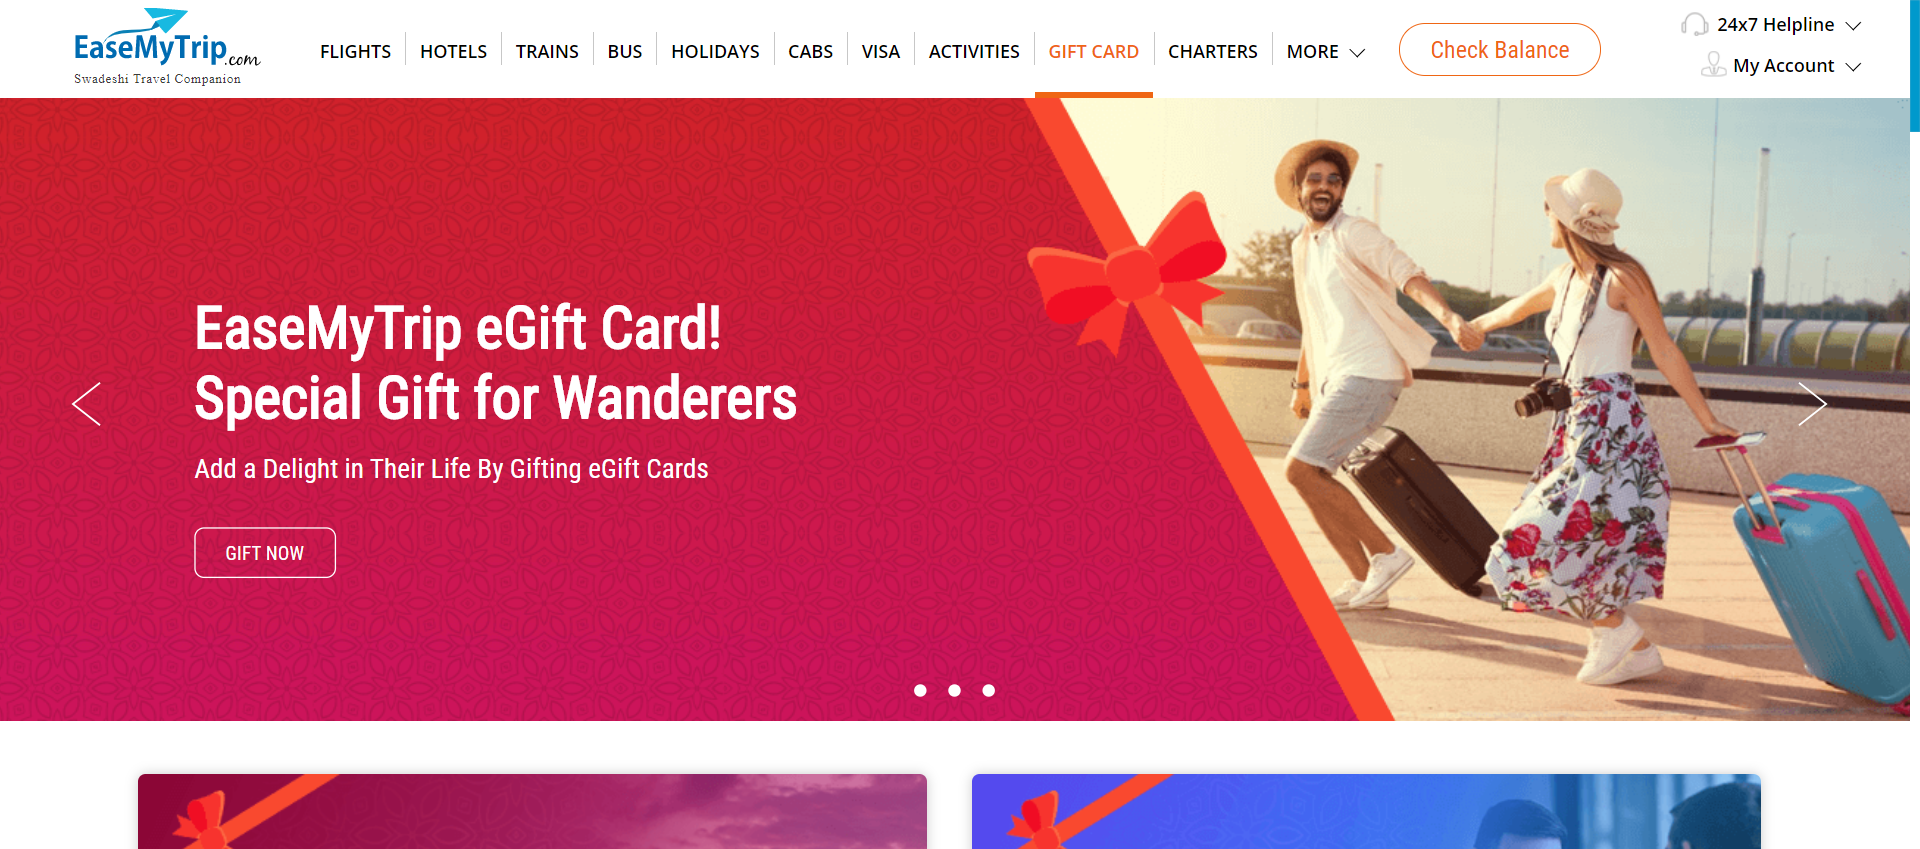 EaseMyTrip.com
Swadeshi Travel Companion
FLIGHTS
HOTELS
TRAINS
BUS
HOLIDAYS
CABS
VISA
ACTIVITIES
GIFT CARD
CHARTERS
MORE
Check Balance
24x7 Helpline
My Account
EaseMyTrip eGift Card!
Special Gift for Wanderers
Add a Delight in Their Life By Gifting eGift Cards
GIFT NOW